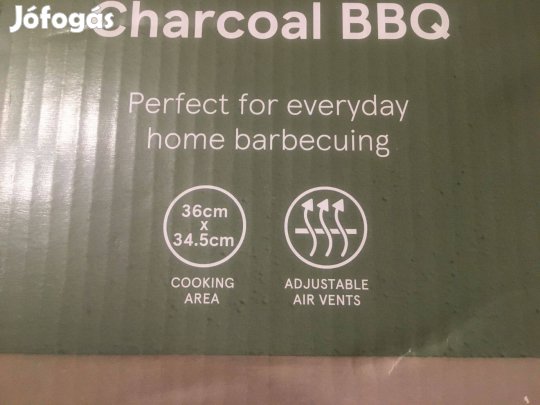 Jófogás
Charcoal BBQ
Perfect for everyday
home barbecuing
36cm
x
34.5cm
COOKING
AREA
ADJUSTABLE
AIR VENTS